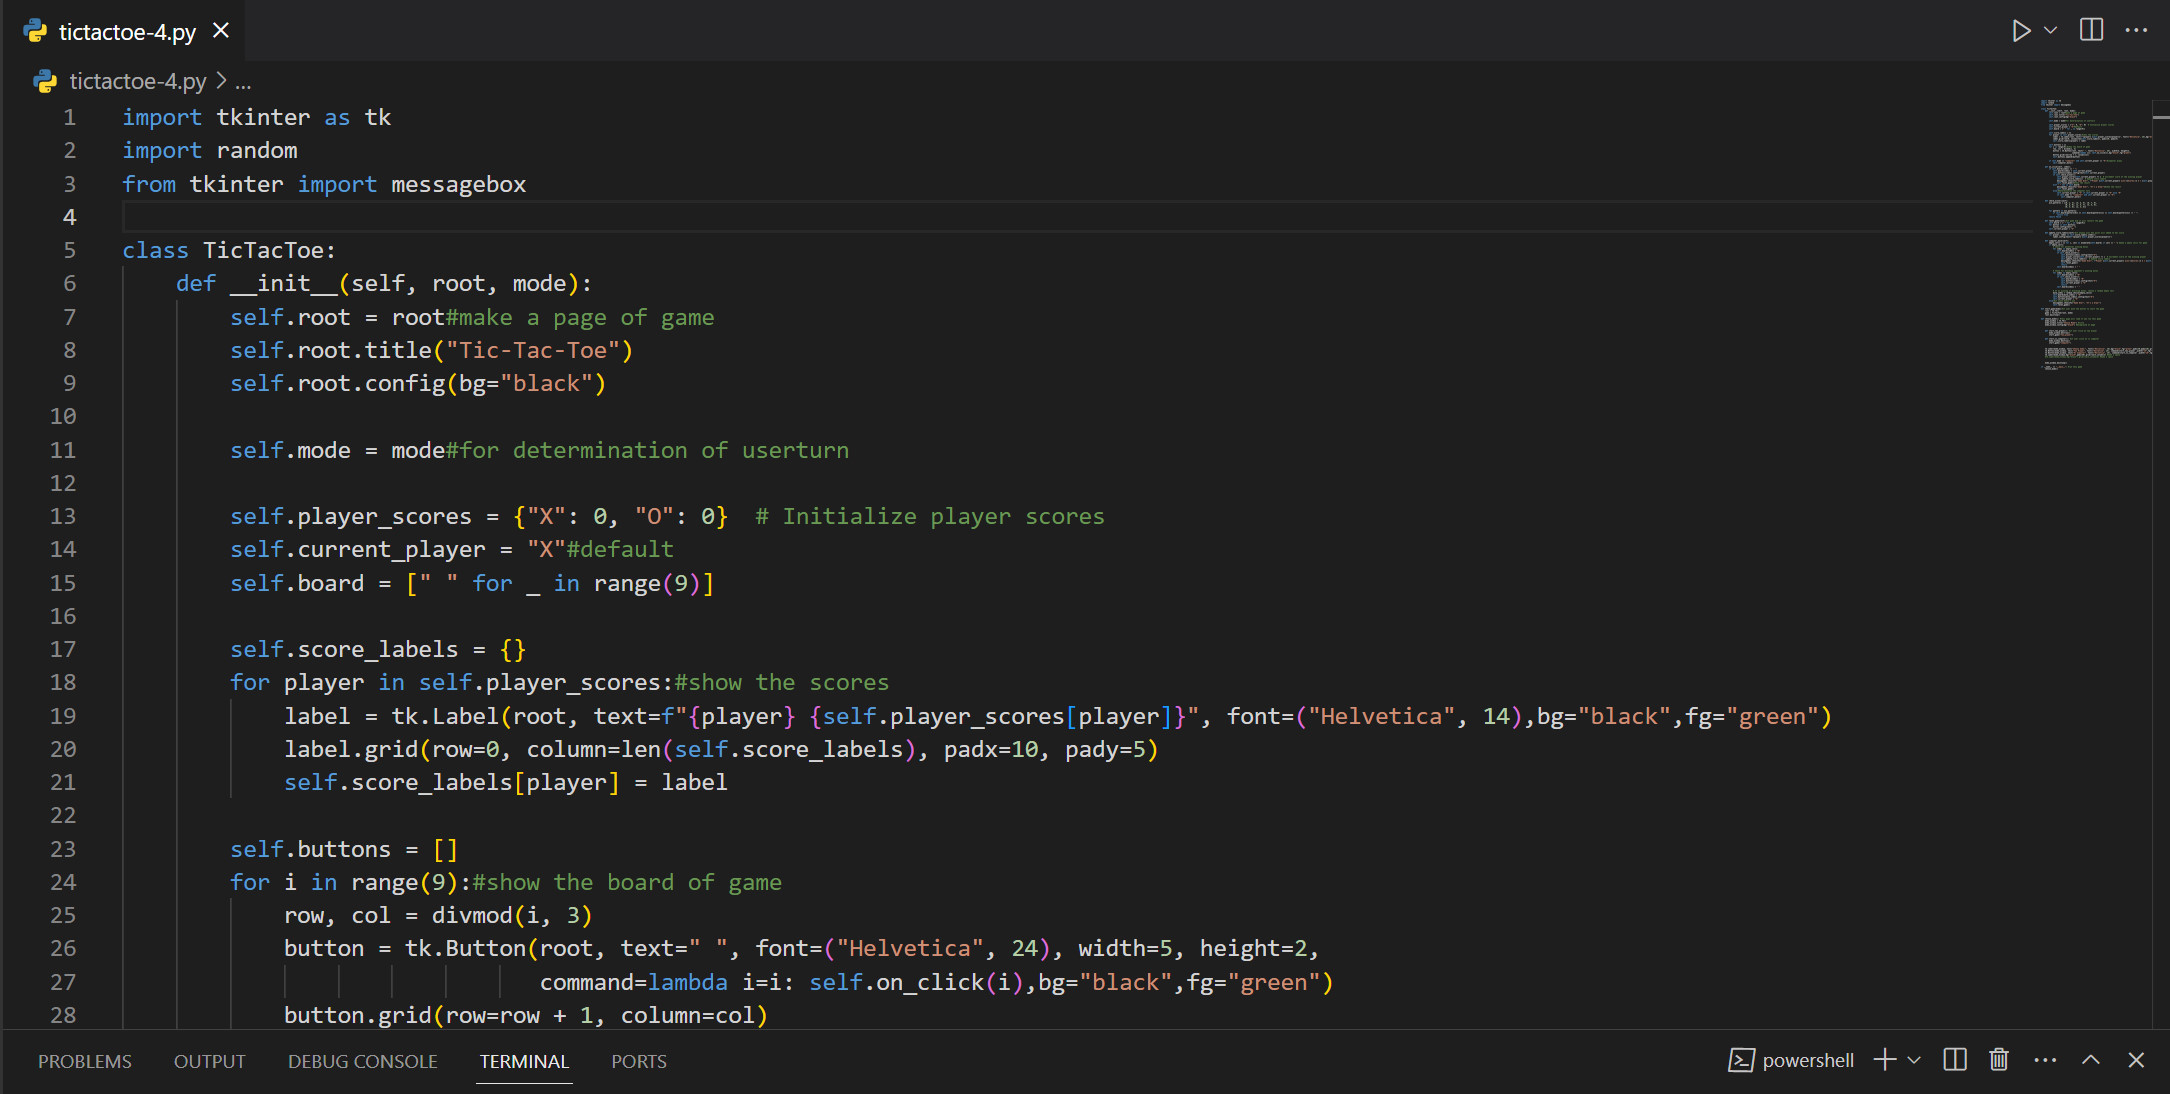 tictactoe-4.py
tictactoe-4.py > ...
1 import tkinter as tk
2 import random
3 from tkinter import messagebox
4
5 class TicTacToe:
6     def __init__(self, root, mode):
7         self.root = root#make a page of game
8         self.root.title("Tic-Tac-Toe")
9         self.root.config(bg="black")
10
11         self.mode = mode#for determination of userturn
12
13         self.player_scores = {"X": 0, "O": 0}  # Initialize player scores
14         self.current_player = "X"#default
15         self.board = [" " for _ in range(9)]
16
17         self.score_labels = {}
18         for player in self.player_scores:#show the scores
19             label = tk.Label(root, text=f"{player} {self.player_scores[player]}", font=("Helvetica", 14),bg="black",fg="green")
20             label.grid(row=0, column=len(self.score_labels), padx=10, pady=5)
21             self.score_labels[player] = label
22
23         self.buttons = []
24         for i in range(9):#show the board of game
25             row, col = divmod(i, 3)
26             button = tk.Button(root, text=" ", font=("Helvetica", 24), width=5, height=2,
27                                command=lambda i=i: self.on_click(i),bg="black",fg="green")
28             button.grid(row=row + 1, column=col)
PROBLEMS OUTPUT DEBUG CONSOLE TERMINAL PORTS powershell